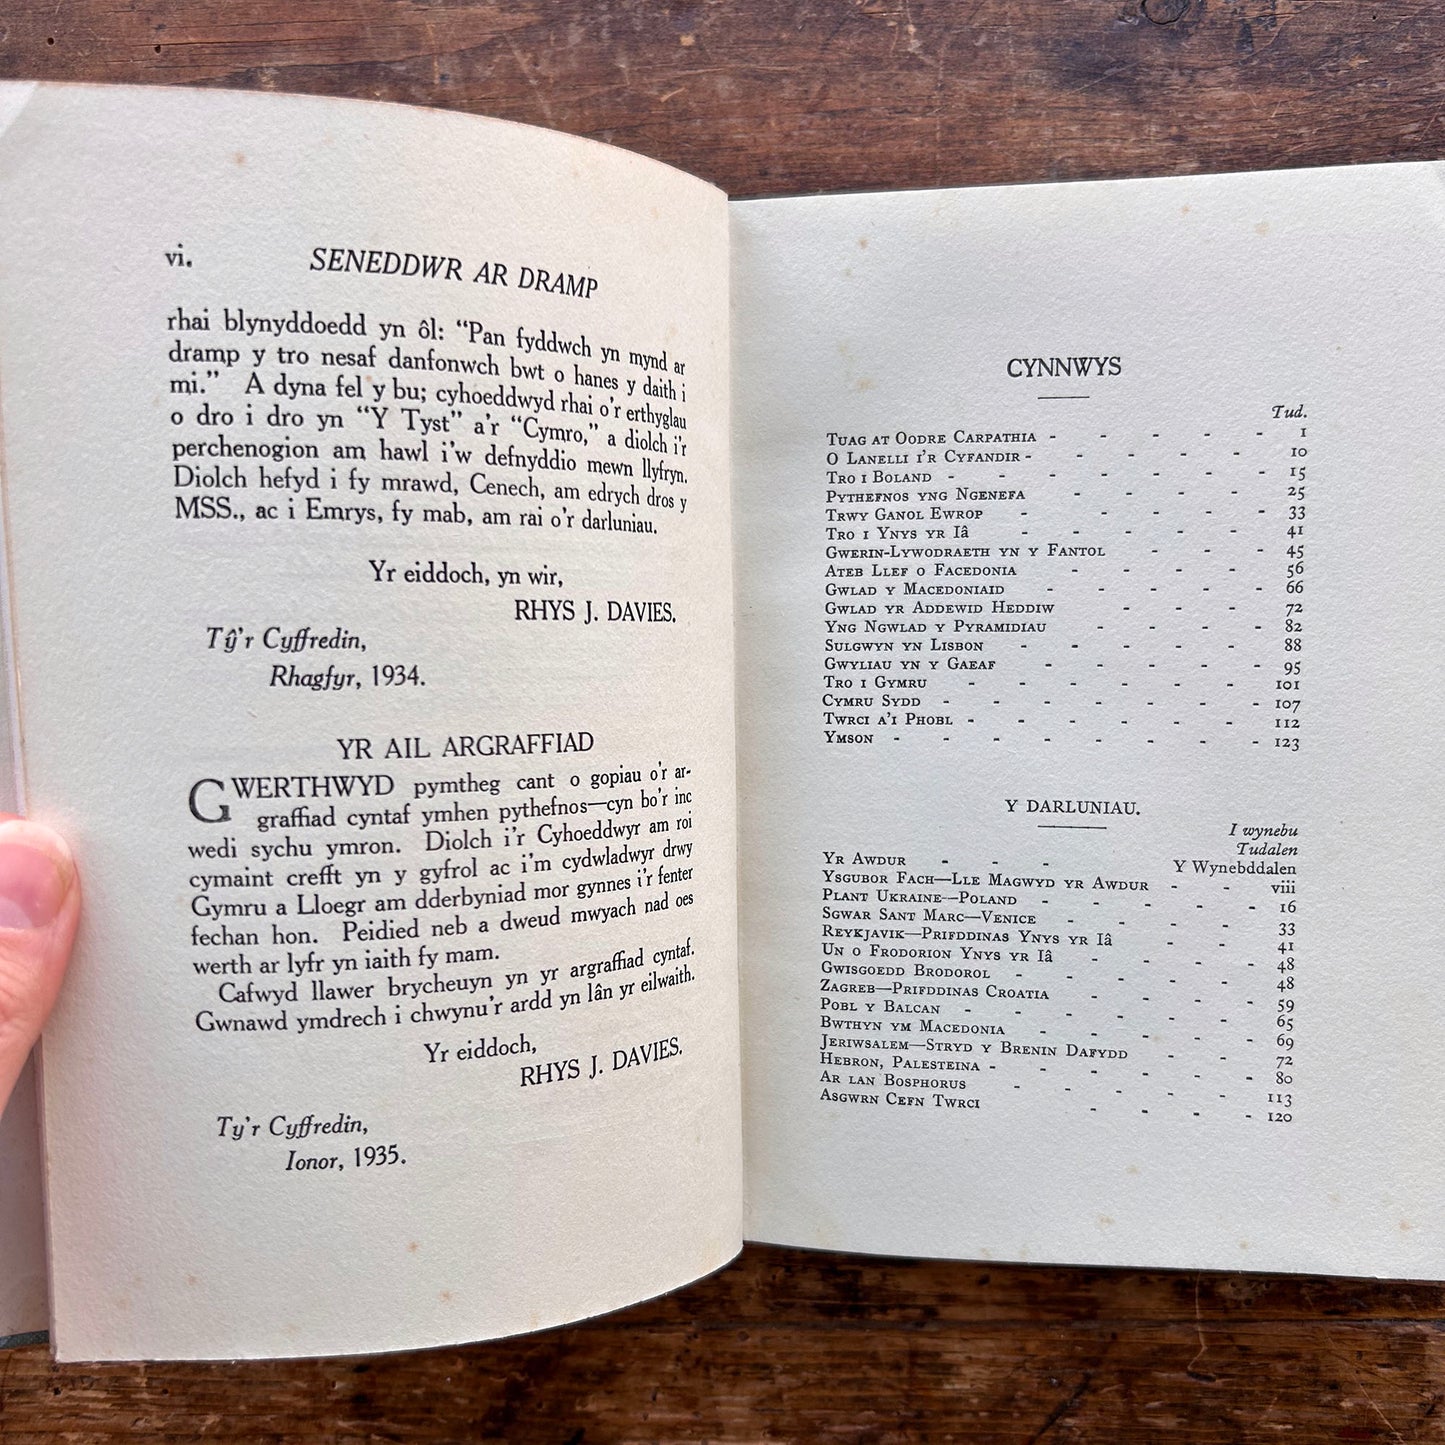 vi. SENEDDWR AR DRAMP
rhai blynyddoedd yn ôl: “Pan fyddwch yn mynd ar
dramp y tro nesaf danfonwch bwt o hanes y daith i
mi.” A dyna fel y bu; cyhoeddwyd rhai o’r erthyglau
o dro i dro yn “Y Tyst” a’r “Cymro,” a diolch i’r
perchenogion am hawl i’w defnyddio mewn llyfryn.
Diolch hefyd i fy mrawd, Cenech, am edrych dros y
MSS., ac i Emrys, fy mab, am rai o’r darluniau.
Yr eiddoch, yn wir,
RHYS J. DAVIES.
Tŷ’r Cyffredin,
Rhagfyr, 1934.
YR AIL ARGRAFFIAD
GWERTHWYD pymtheg cant o gopiau o’r ar-
graffiad cyntaf ymhen pythefnos—cyn bo’r inc
wedi sychu ymron. Diolch i’r Cyhoeddwyr am roi
cymaint crefft yn y gyfrol ac i’m cydwladwyr drwy
Gymru a Lloegr am dderbyniad mor gynnes i’r fenter
fechan hon. Peidied neb a dweud mwyach nad oes
werth ar lyfr yn iaith fy mam.
Cafwyd llawer brycheuyn yn yr argraffiad cyntaf.
Gwnawd ymdrech i chwynu’r ardd yn lân yr eilwaith.
Yr eiddoch,
RHYS J. DAVIES.
Ty’r Cyffredin,
Ionor, 1935.
CYNNWYS
Tud.
TUAG AT OODRE CARPATHIA - - - - - 1
O LANELLI I’R CYFANDIR - - - - - - 10
TRO I BOLAND - - - - - - - 15
PYTHEFNOS YNG NGENEFA - - - - - 25
TRWY GANOL EWROP - - - - - - 33
TRO I YNYS YR IÂ - - - - - - 41
GWERIN-LYWODRAETH YN Y FANTOL - - - 45
ATEB LLEF O FACEDONIA - - - - - 56
GWLAD Y MACEDONIAID - - - - - - 66
GWLAD YR ADDEWID HEDDIW - - - - 72
YNG NGWLAD Y PYRAMIDIAU - - - - - 82
SULGWYN YN LISBON - - - - - - 88
GWYLIAU YN Y GAEAF - - - - - - 95
TRO I GYMRU - - - - - - - 101
CYMRU SYDD - - - - - - - 107
TWRCI A’I PHOBL - - - - - - - 112
YMSON - - - - - - - - - 123
Y DARLUNIAU.
I wynebu
Tudalen
YR AWDUR - - - Y Wynebddalen
YSGUBOR FACH—LLE MAGWYD YR AWDUR - - viii
PLANT UKRAINE—POLAND - - - - - 16
SGWAR SANT MARC—VENICE - - - - 33
REYKJAVIK—PRIFDDINAS YNYS YR IÂ - - 41
UN O FRODORION YNYS YR IÂ - - - - 48
GWISGOEDD BRODOROL - - - - - - 48
ZAGREB—PRIFDDINAS CROATIA - - - - 59
POBL Y BALCAN - - - - - - - 65
BWTHYN YM MACEDONIA - - - - - 69
JERIWSALEM—STRYD Y BRENIN DAFYDD - - 72
HEBRON, PALESTEINA - - - - - - - 80
AR LAN BOSPHORUS - - - - - 113
ASGWRN CEFN TWRCI - - - - 120